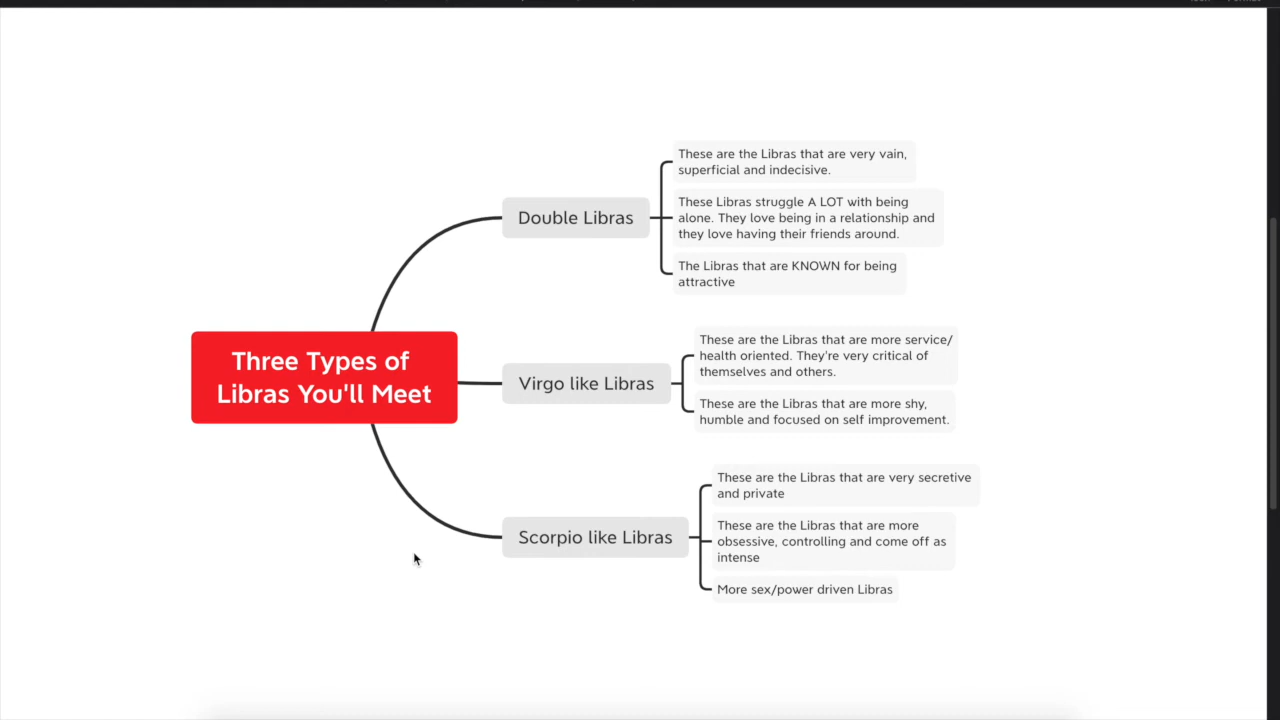 Three Types of
Libras You'll Meet
Double Libras
These are the Libras that are very vain,
superficial and indecisive.
These Libras struggle A LOT with being
alone. They love being in a relationship and
they love having their friends around.
The Libras that are KNOWN for being
attractive
Virgo like Libras
These are the Libras that are more service/
health oriented. They're very critical of
themselves and others.
These are the Libras that are more shy,
humble and focused on self improvement.
Scorpio like Libras
These are the Libras that are very secretive
and private
These are the Libras that are more
obsessive, controlling and come off as
intense
More sex/power driven Libras